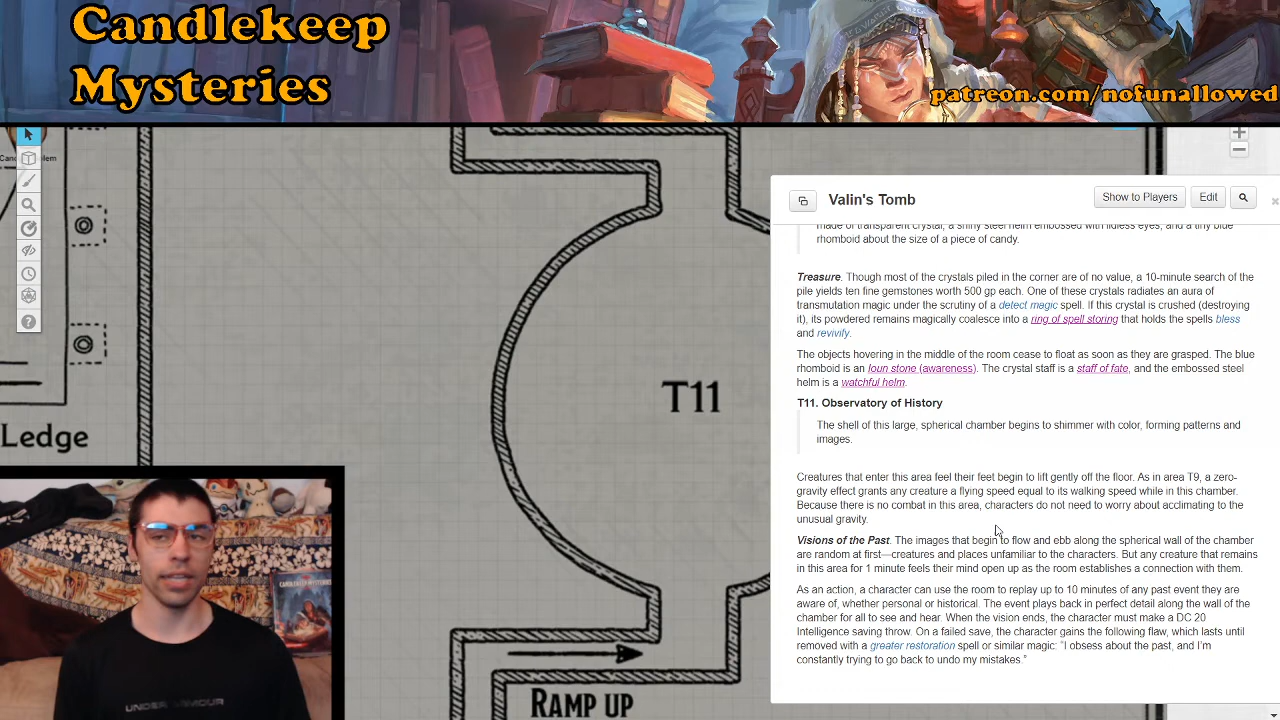 Candlekeep
Mysteries
patreon.com/nofunallowed
Valin's Tomb
Show to Players
Edit
made of transparent crystal, a shiny steel helm embossed with lidless eyes, and a tiny blue
rhomboid about the size of a piece of candy.
Treasure. Though most of the crystals piled in the corner are of no value, a 10-minute search of the
pile yields ten fine gemstones worth 500 gp each. One of these crystals radiates an aura of
transmutation magic under the scrutiny of a detect magic spell. If this crystal is crushed (destroying
it), its powdered remains magically coalesce into a ring of spell storing that holds the spells bless
and revivify.
The objects hovering in the middle of the room cease to float as soon as they are grasped. The blue
rhomboid is an Ioun stone (awareness). The crystal staff is a staff of fate, and the embossed steel
helm is a watchful helm.
T11. Observatory of History
The shell of this large, spherical chamber begins to shimmer with color, forming patterns and
images.
Creatures that enter this area feel their feet begin to lift gently off the floor. As in area T9, a zero-
gravity effect grants any creature a flying speed equal to its walking speed while in this chamber.
Because there is no combat in this area, characters do not need to worry about acclimating to the
unusual gravity.
Visions of the Past. The images that begin to flow and ebb along the spherical wall of the chamber
are random at first—creatures and places unfamiliar to the characters. But any creature that remains
in this area for 1 minute feels their mind open up as the room establishes a connection with them.
As an action, a character can use the room to replay up to 10 minutes of any past event they are
aware of, whether personal or historical. The event plays back in perfect detail along the wall of the
chamber for all to see and hear. When the vision ends, the character must make a DC 20
Intelligence saving throw. On a failed save, the character gains the following flaw, which lasts until
removed with a greater restoration spell or similar magic: "I obsess about the past, and I'm
constantly trying to go back to undo my mistakes."
T11
Ledge
RAMP UP
UNDER ARMOUR
CANDLEKEEP MYSTERIES